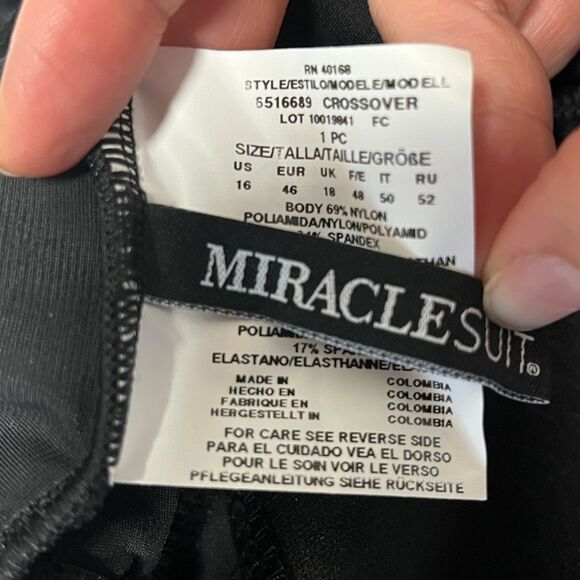 RN 40168
STYLE/ESTILO/MODELE/MODELL
6516689 CROSSOVER
LOT 10019841 FC
1 PC
SIZE/TALLA/TAILLE/GRÖßE
US EUR UK F/E IT RU
16 46 18 48 50 52
BODY 69% NYLON
POLIAMIDA/NYLON/POLYAMID
SPANDEX
MIRACLESUIT®
17%
ELASTANO/ELASTHANNE/
MADE IN COLOMBIA
HECHO EN COLOMBIA
FABRIQUE EN COLOMBIA
HERGESTELLT IN COLOMBIA
FOR CARE SEE REVERSE SIDE
PARA EL CUIDADO VEA EL DORSO
POUR LE SOIN VOIR LE VERSO
PFLEGEANLEITUNG SIEHE RÜCKSEITE